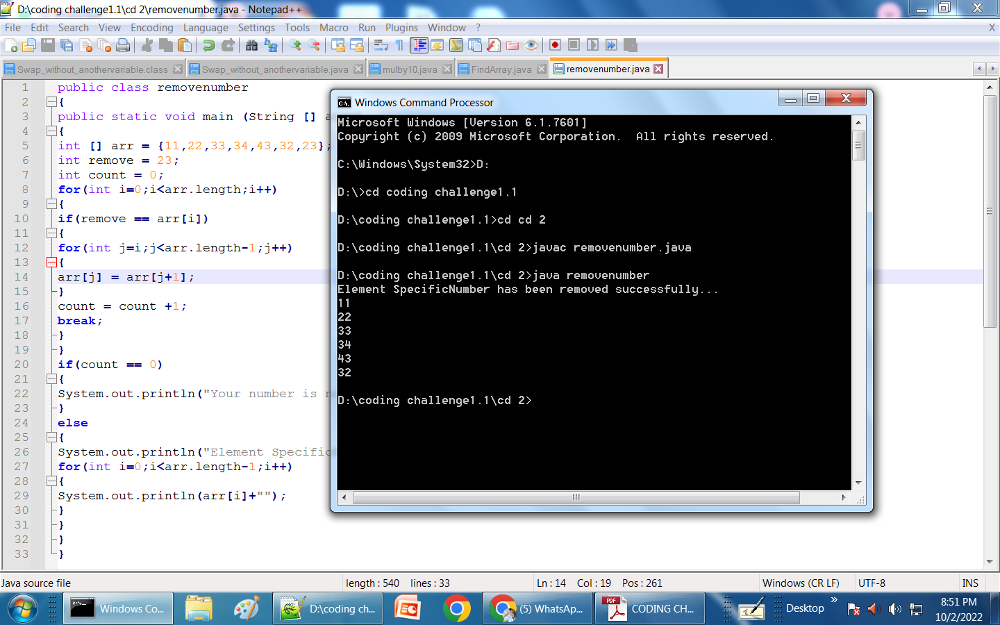 D:\coding challenge1.1\cd 2\removenumber.java - Notepad++
File Edit Search View Encoding Language Settings Tools Macro Run Plugins Window ? X
Swap_without_anothervariable.class Swap_without_anothervariable.java mulby10.java FindArray.java removenumber.java
1 public class removenumber
2 {
3 public static void main (String []
4 {
5 int [] arr = {11,22,33,34,43,32,23};
6 int remove = 23;
7 int count = 0;
8 for(int i=0;i<arr.length;i++)
9 {
10 if(remove == arr[i])
11 {
12 for(int j=i;j<arr.length-1;j++)
13 {
14 arr[j] = arr[j+1];
15 }
16 count = count +1;
17 break;
18 }
19 }
20 if(count == 0)
21 {
22 System.out.println("Your number is
23 }
24 else
25 {
26 System.out.println("Element Specific
27 for(int i=0;i<arr.length-1;i++)
28 {
29 System.out.println(arr[i]+"");
30 }
31 }
32 }
33 }
Windows Command Processor
Microsoft Windows [Version 6.1.7601]
Copyright (c) 2009 Microsoft Corporation. All rights reserved.
C:\Windows\System32>D:
D:\>cd coding challenge1.1
D:\coding challenge1.1>cd cd 2
D:\coding challenge1.1\cd 2>javac removenumber.java
D:\coding challenge1.1\cd 2>java removenumber
Element SpecificNumber has been removed successfully...
11
22
33
34
43
32
D:\coding challenge1.1\cd 2>
Java source file length : 540 lines : 33 Ln : 14 Col : 19 Pos : 261 Windows (CR LF) UTF-8 INS
Windows Co... D:\coding ch... (5) WhatsAp... PDF CODING CH... Desktop » 8:51 PM
10/2/2022